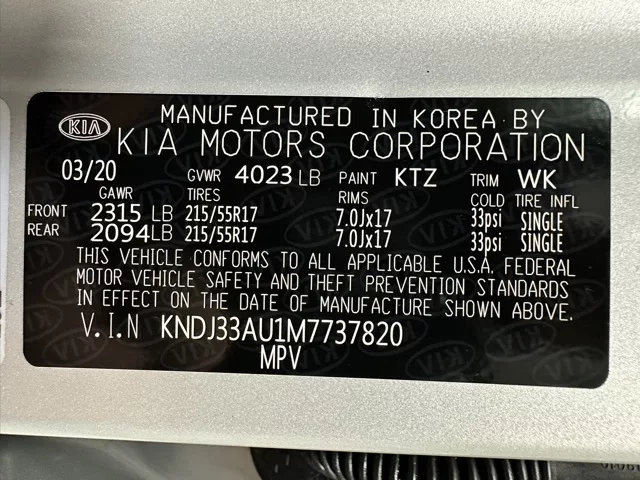 KIA
MANUFACTURED IN KOREA BY
KIA MOTORS CORPORATION
03/20 GVWR 4023 LB PAINT KTZ TRIM WK
GAWR TIRES RIMS COLD TIRE INFL
FRONT 2315 LB 215/55R17 7.0Jx17 33psi SINGLE
REAR 2094 LB 215/55R17 7.0Jx17 33psi SINGLE
THIS VEHICLE CONFORMS TO ALL APPLICABLE U.S.A. FEDERAL
MOTOR VEHICLE SAFETY AND THEFT PREVENTION STANDARDS
IN EFFECT ON THE DATE OF MANUFACTURE SHOWN ABOVE.
V.I.N KNDJ33AU1M7737820
MPV